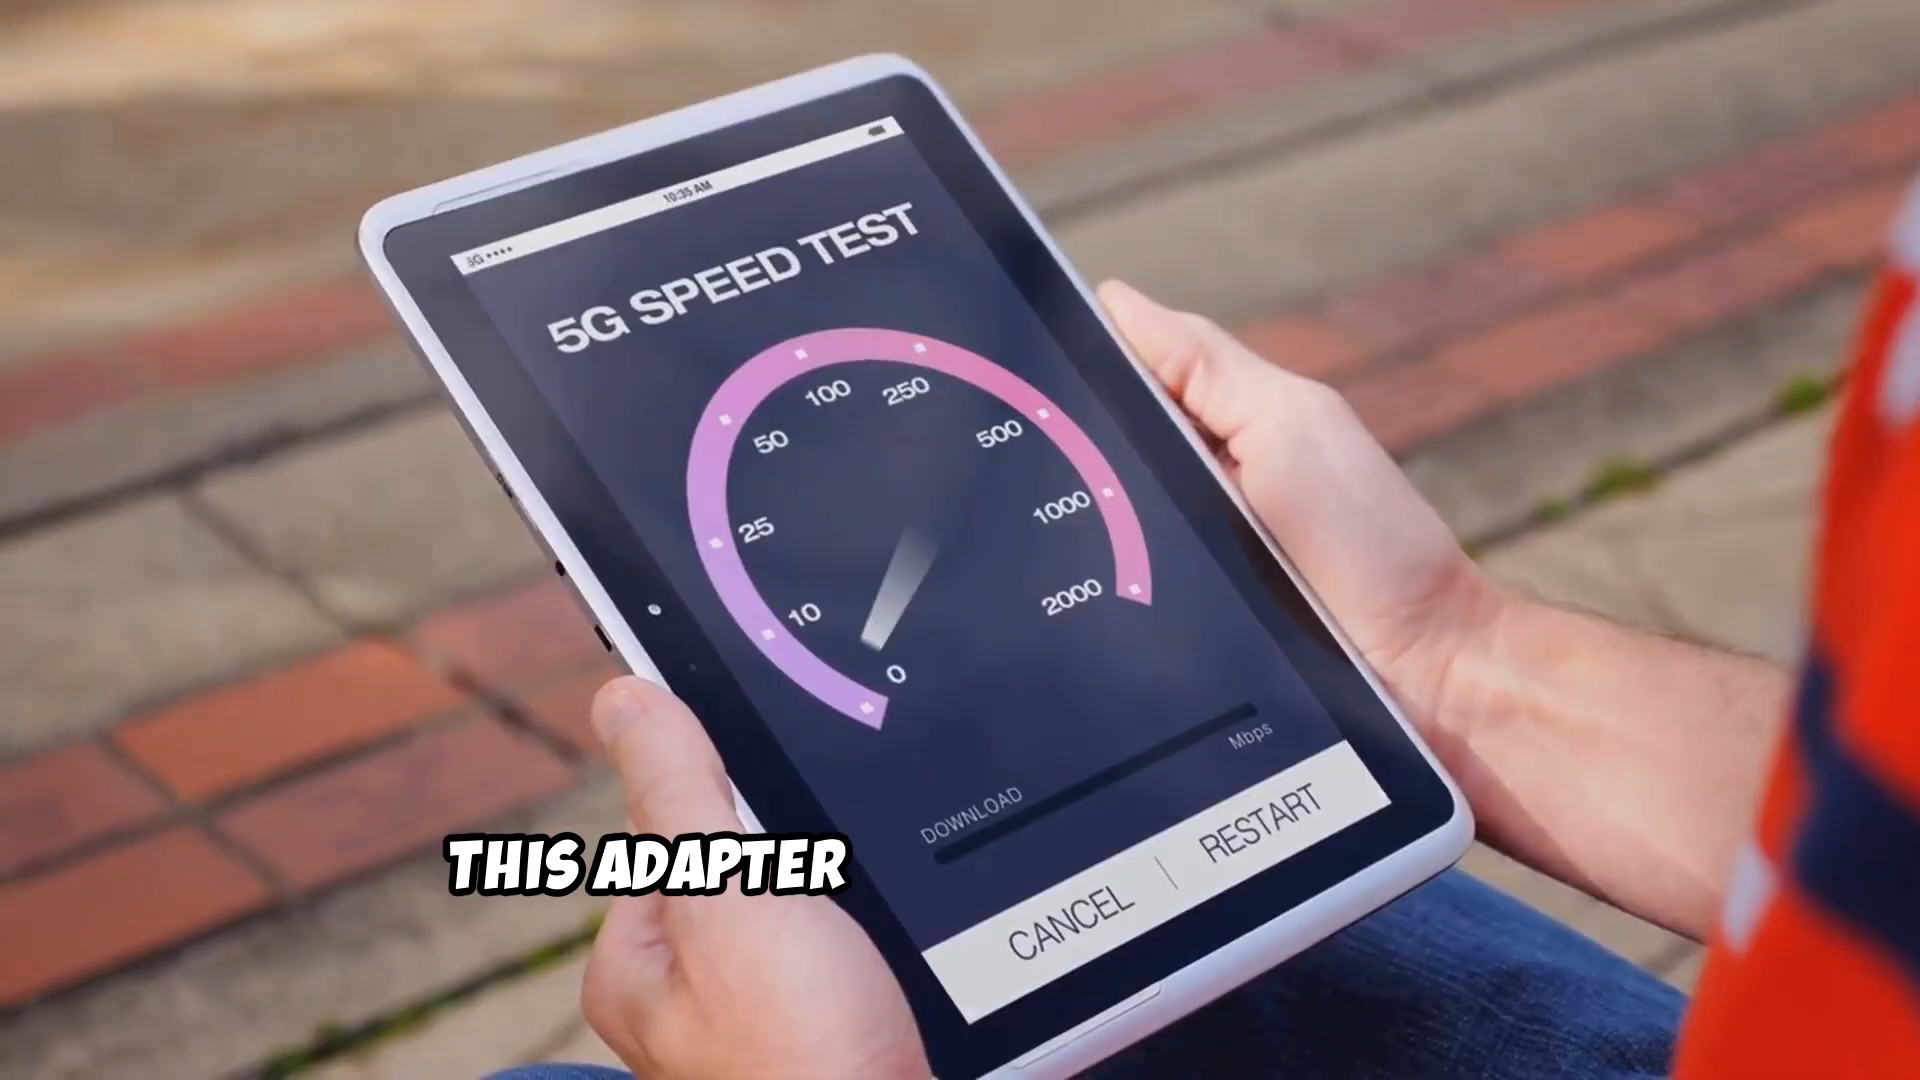 5G
10:35 AM
5G SPEED TEST
100
250
50
500
25
1000
10
2000
0
Mbps
DOWNLOAD
CANCEL | RESTART
THIS ADAPTER